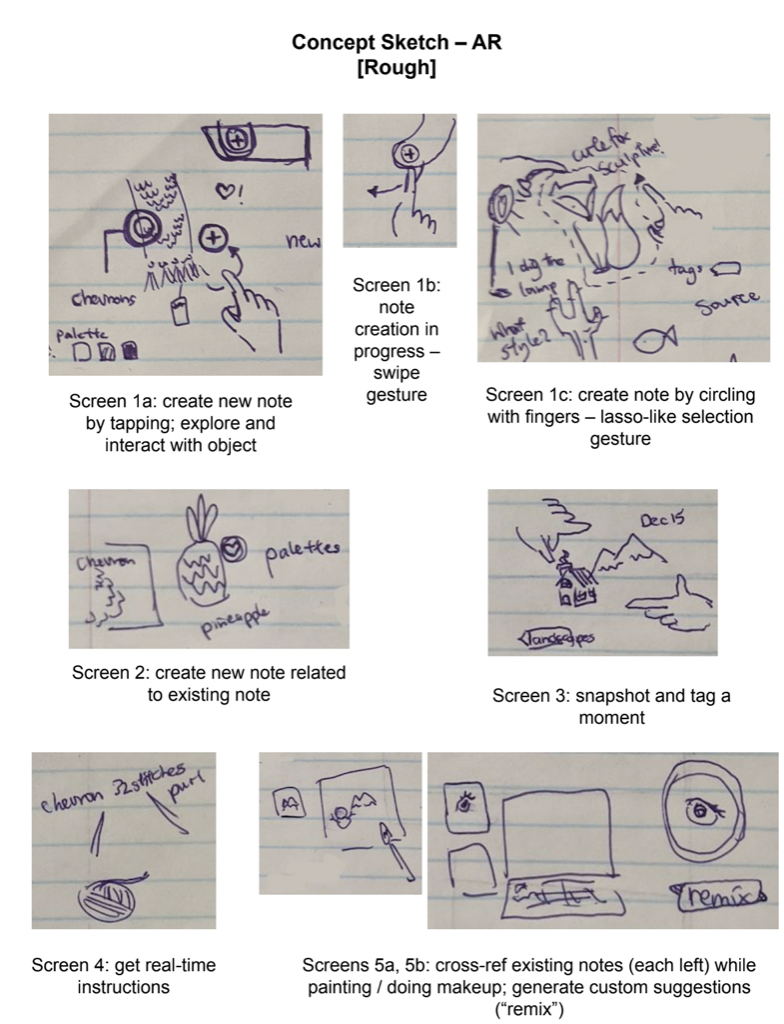 Concept Sketch – AR
[Rough]
♡!
new
chevrons
palette
Screen 1a: create new note
by tapping; explore and
interact with object
Screen 1b:
note
creation in
progress –
swipe
gesture
cute fox
sculpture!
I dig the
lamp
tags
source
what
style?
Screen 1c: create note by circling
with fingers – lasso-like selection
gesture
chevron
palettes
pineapple
Screen 2: create new note related
to existing note
Dec 15
landscapes
Screen 3: snapshot and tag a
moment
chevron 32 stitches
purl
Screen 4: get real-time
instructions
remix
Screens 5a, 5b: cross-ref existing notes (each left) while
painting / doing makeup; generate custom suggestions
(“remix”)